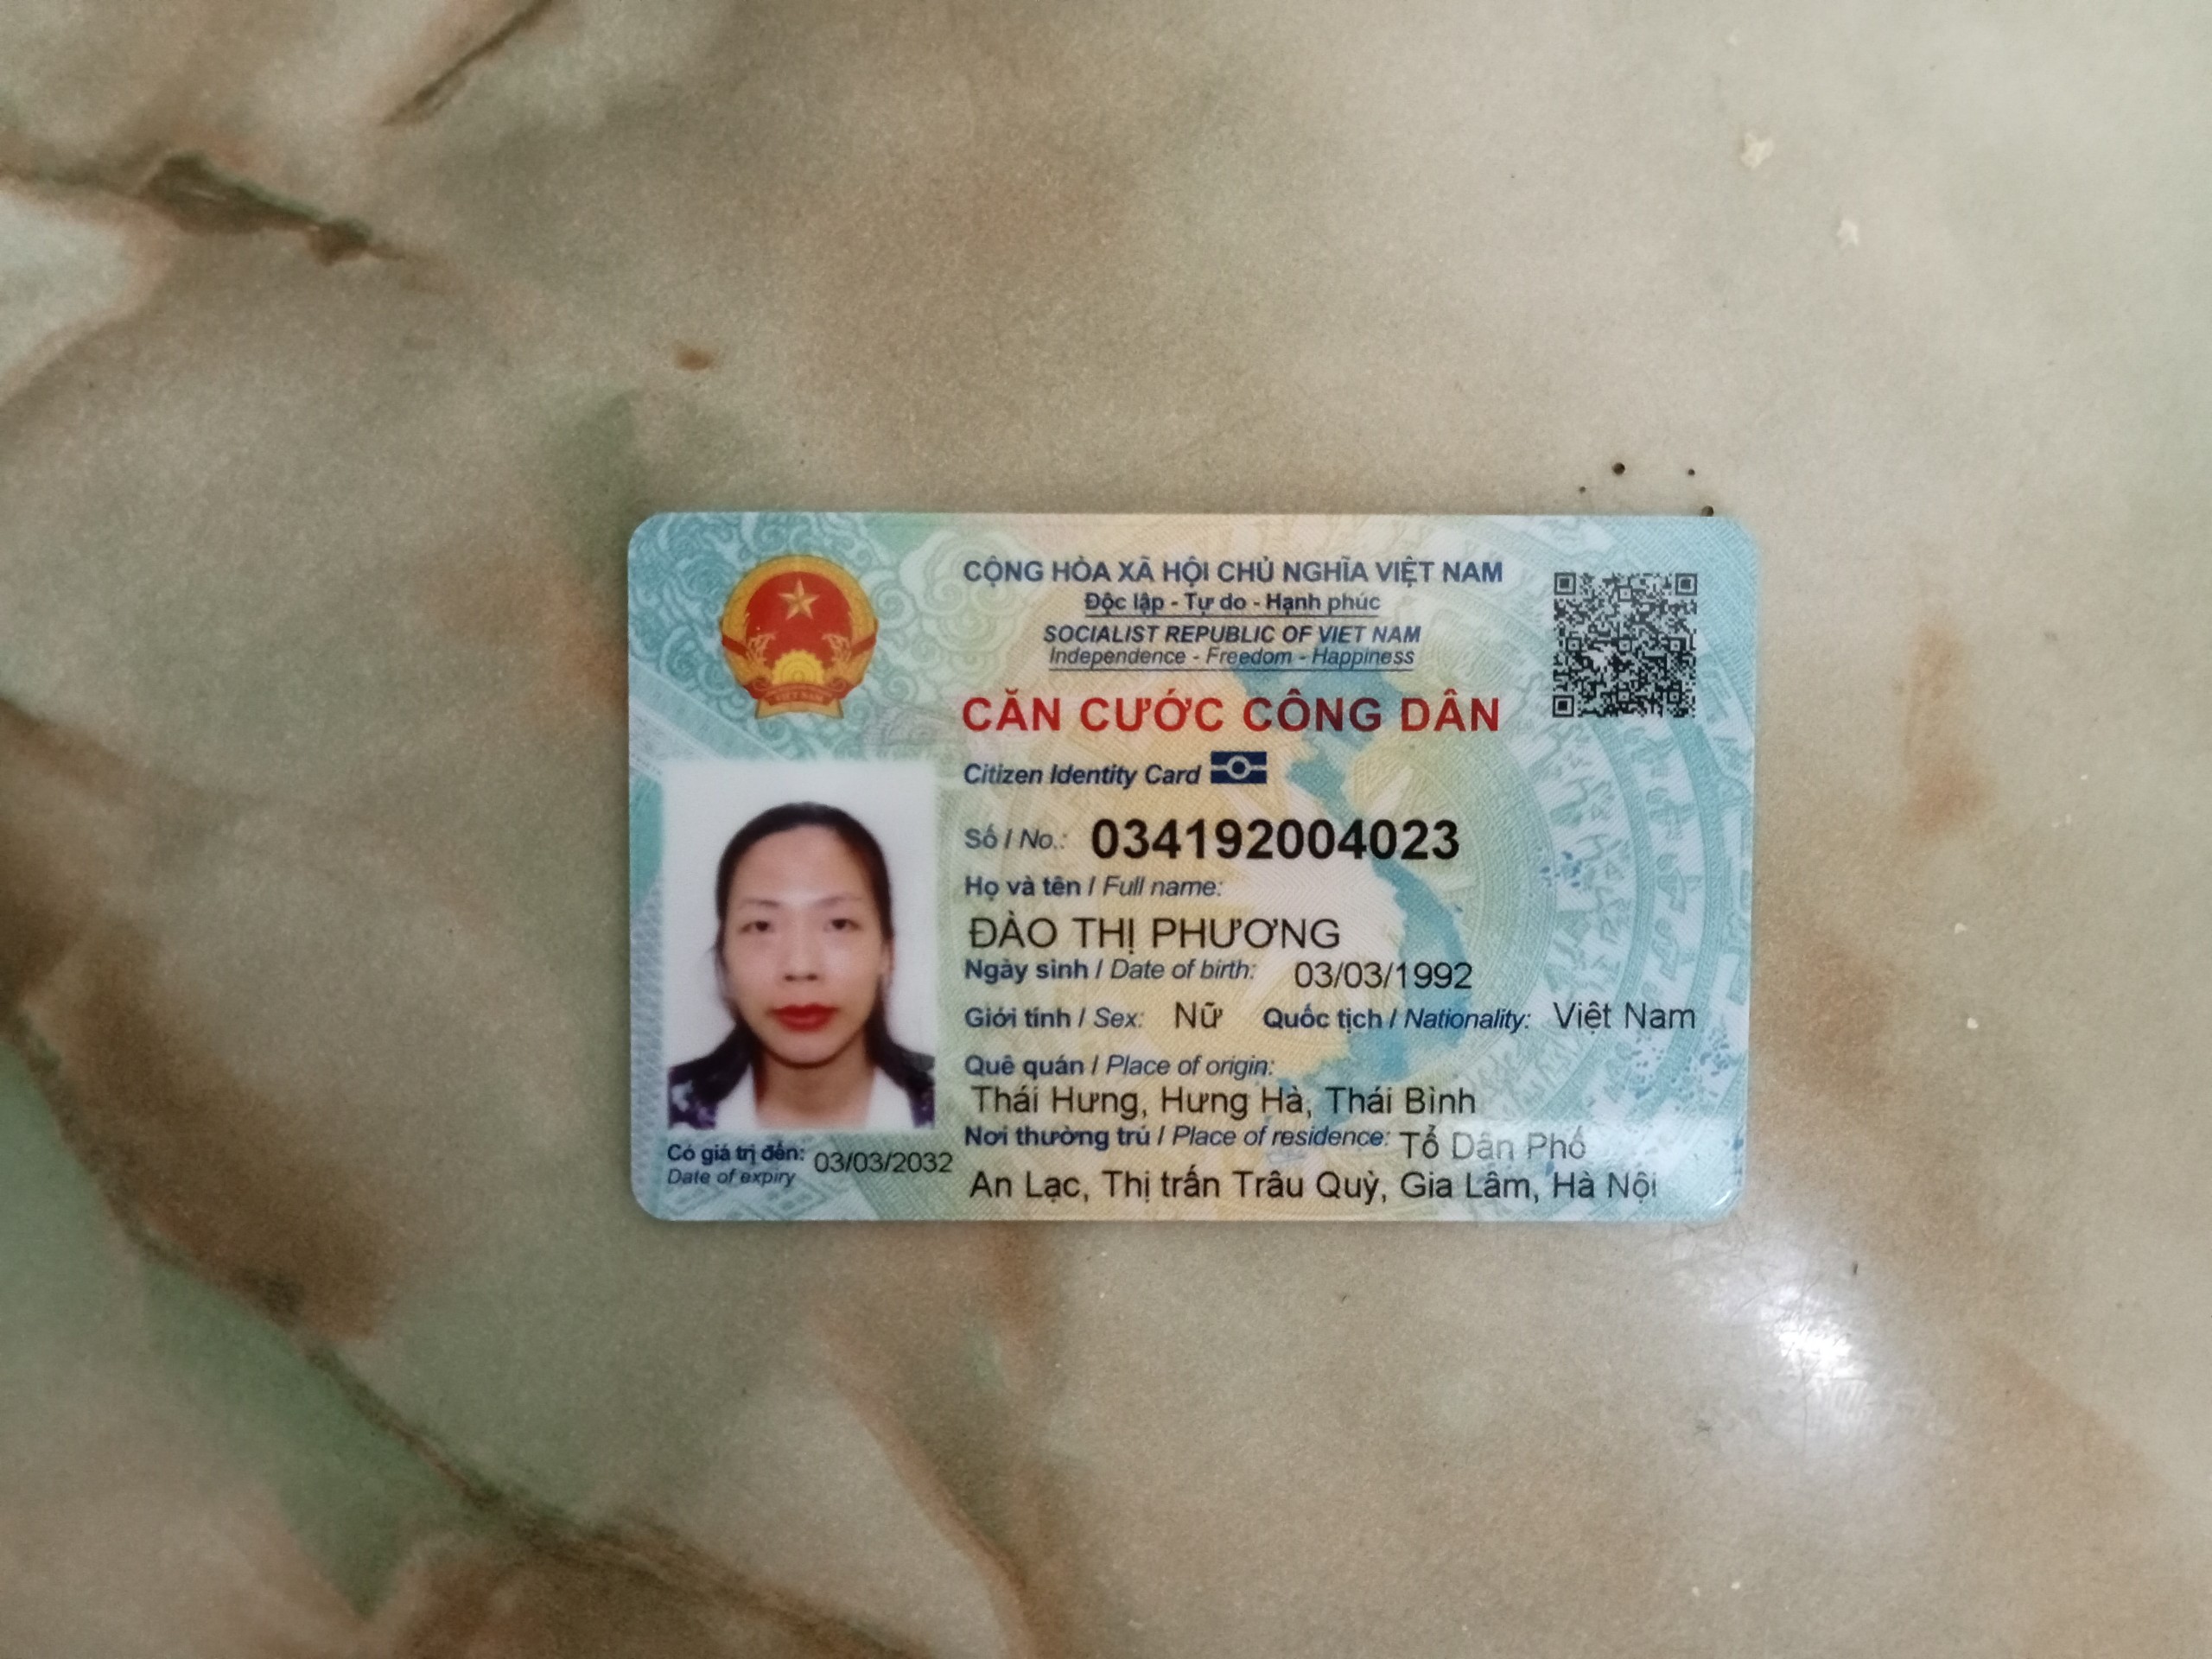 CỘNG HÒA XÃ HỘI CHỦ NGHĨA VIỆT NAM
Độc lập - Tự do - Hạnh phúc
SOCIALIST REPUBLIC OF VIET NAM
Independence - Freedom - Happiness
CĂN CƯỚC CÔNG DÂN
Citizen Identity Card
Số / No.: 034192004023
Họ và tên / Full name:
ĐÀO THỊ PHƯƠNG
Ngày sinh / Date of birth: 03/03/1992
Giới tính / Sex: Nữ Quốc tịch / Nationality: Việt Nam
Quê quán / Place of origin:
Thái Hưng, Hưng Hà, Thái Bình
Nơi thường trú / Place of residence: Tổ Dân Phố
An Lạc, Thị trấn Trâu Quỳ, Gia Lâm, Hà Nội
Có giá trị đến: 03/03/2032
Date of expiry